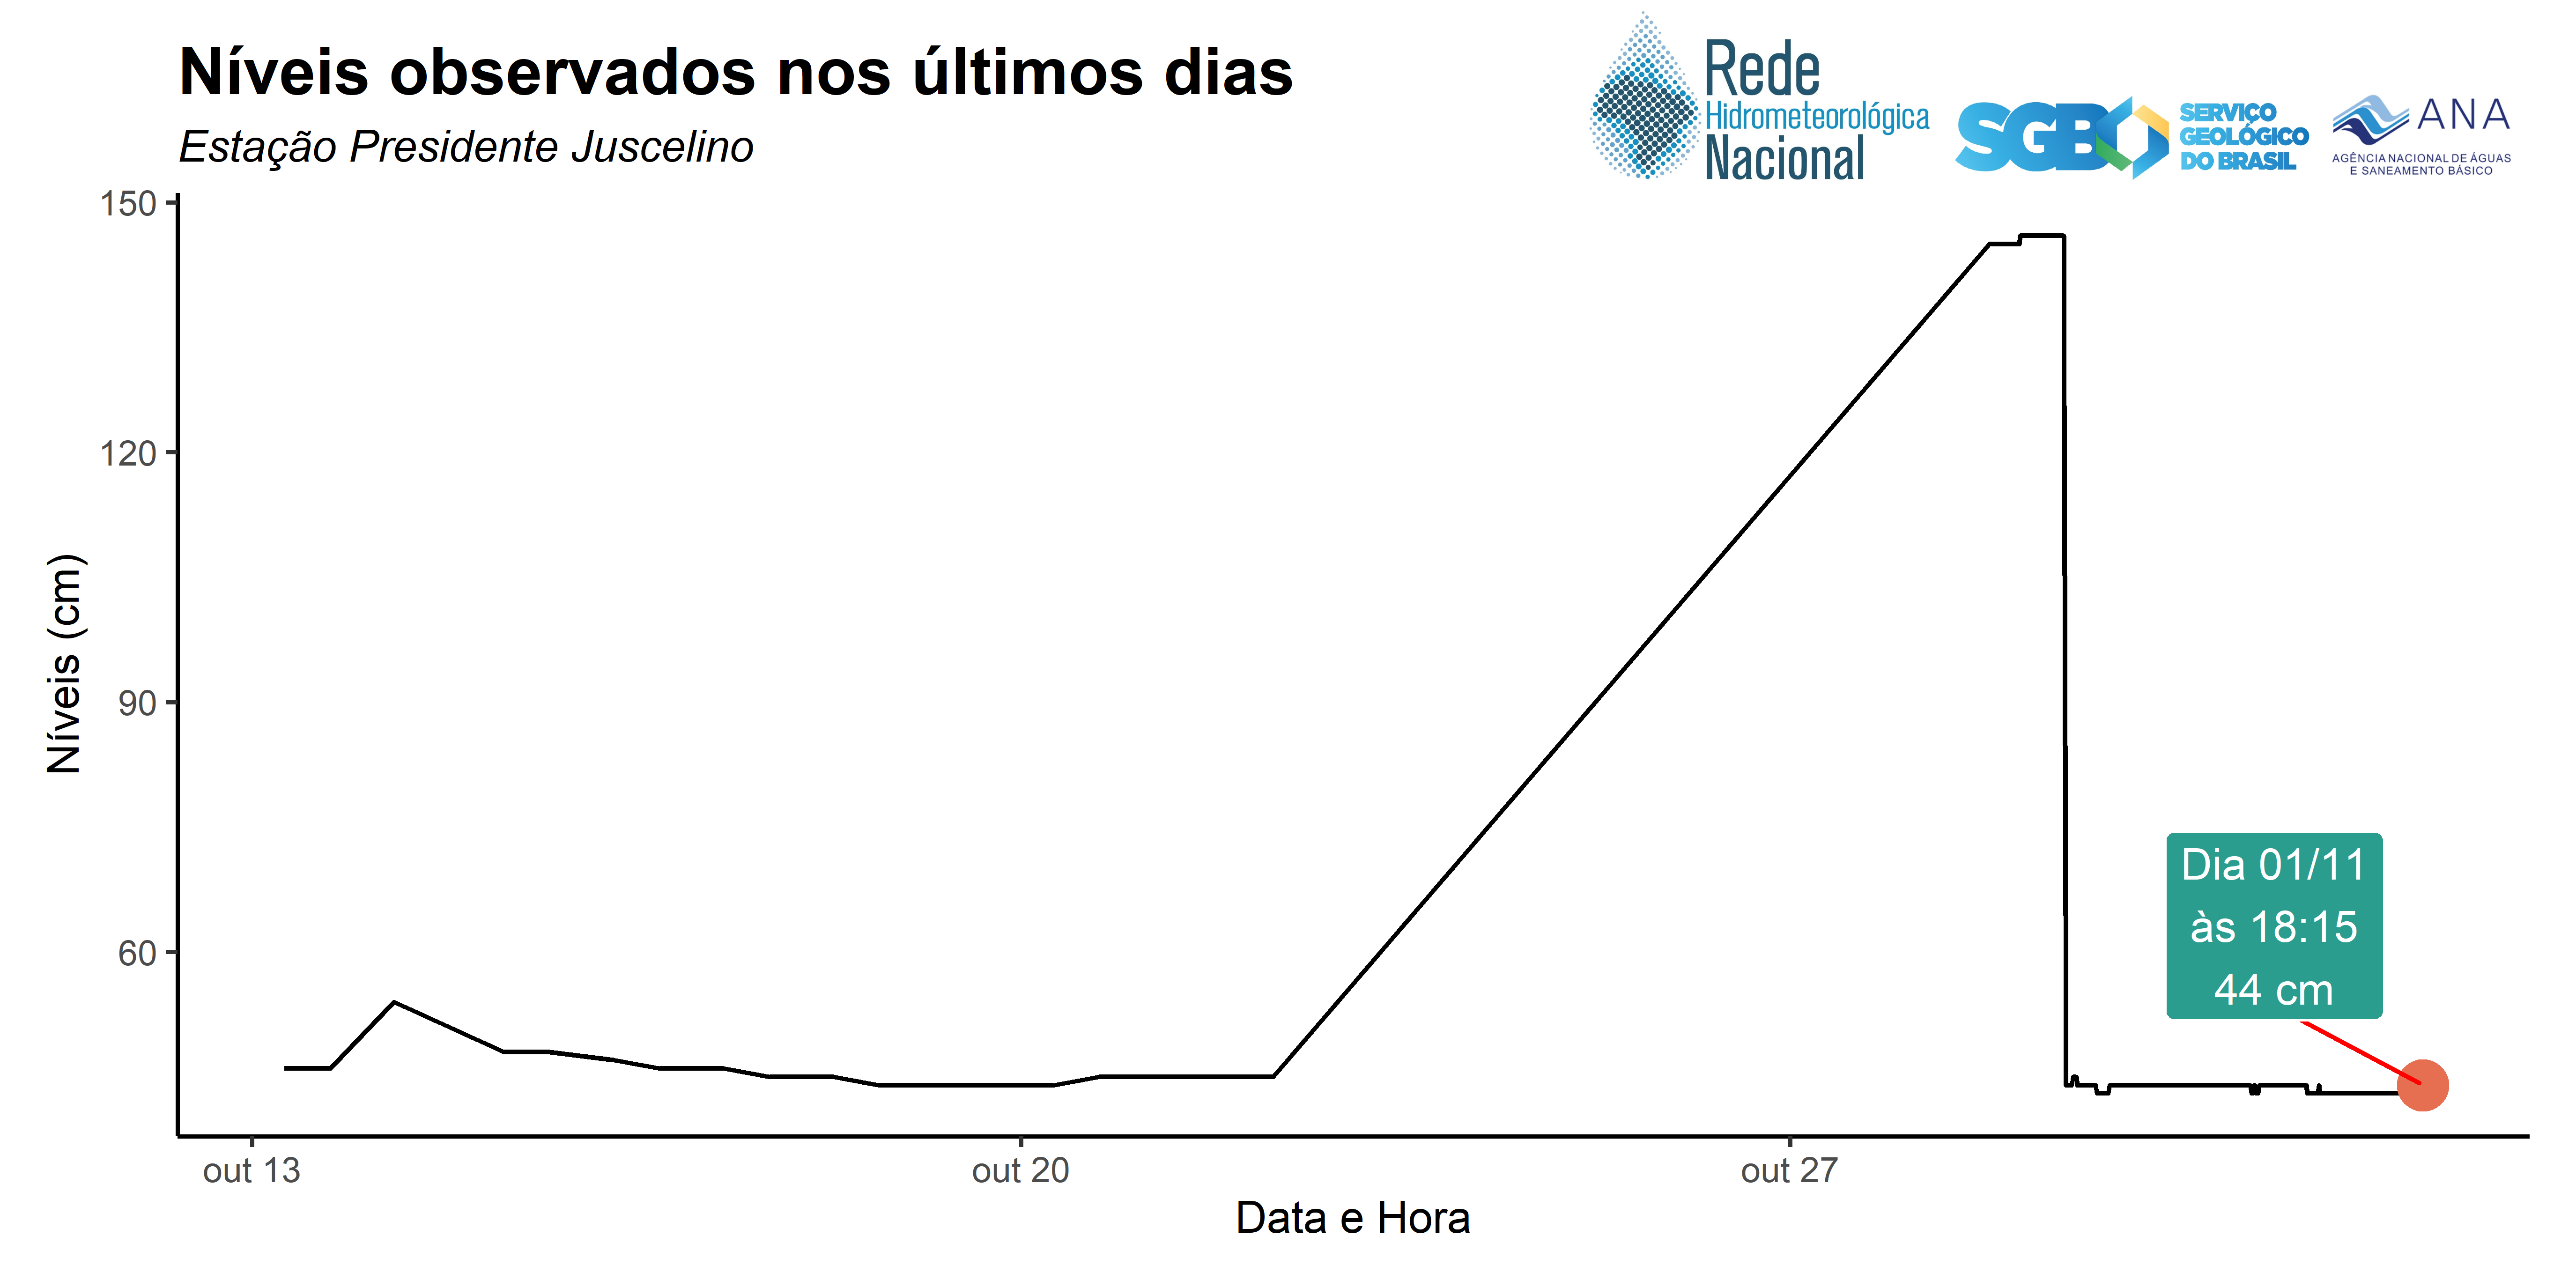 Níveis observados nos últimos dias
Estação Presidente Juscelino
Rede
Hidrometeorológica
Nacional
SGB
SERVIÇO
GEOLÓGICO
DO BRASIL
ANA
AGÊNCIA NACIONAL DE ÁGUAS
E SANEAMENTO BÁSICO
Níveis (cm)
150
120
90
60
Dia 01/11
às 18:15
44 cm
out 13
out 20
out 27
Data e Hora